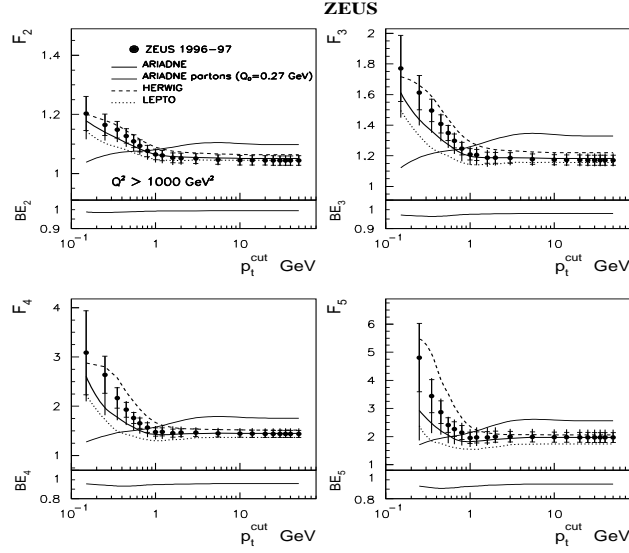 ZEUS
F2
1.4
1.2
1
ZEUS 1996-97
ARIADNE
ARIADNE partons (Q0=0.27 GeV)
HERWIG
LEPTO
Q² > 1000 GeV²
BE2
1
0.9
10⁻¹ 1 10
pt^cut GeV
F3
2
1.8
1.6
1.4
1.2
1
BE3
1
0.9
10⁻¹ 1 10
pt^cut GeV
F4
4
3
2
1
BE4
1
0.8
10⁻¹ 1 10
pt^cut GeV
F5
6
5
4
3
2
1
BE5
1
0.8
10⁻¹ 1 10
pt^cut GeV